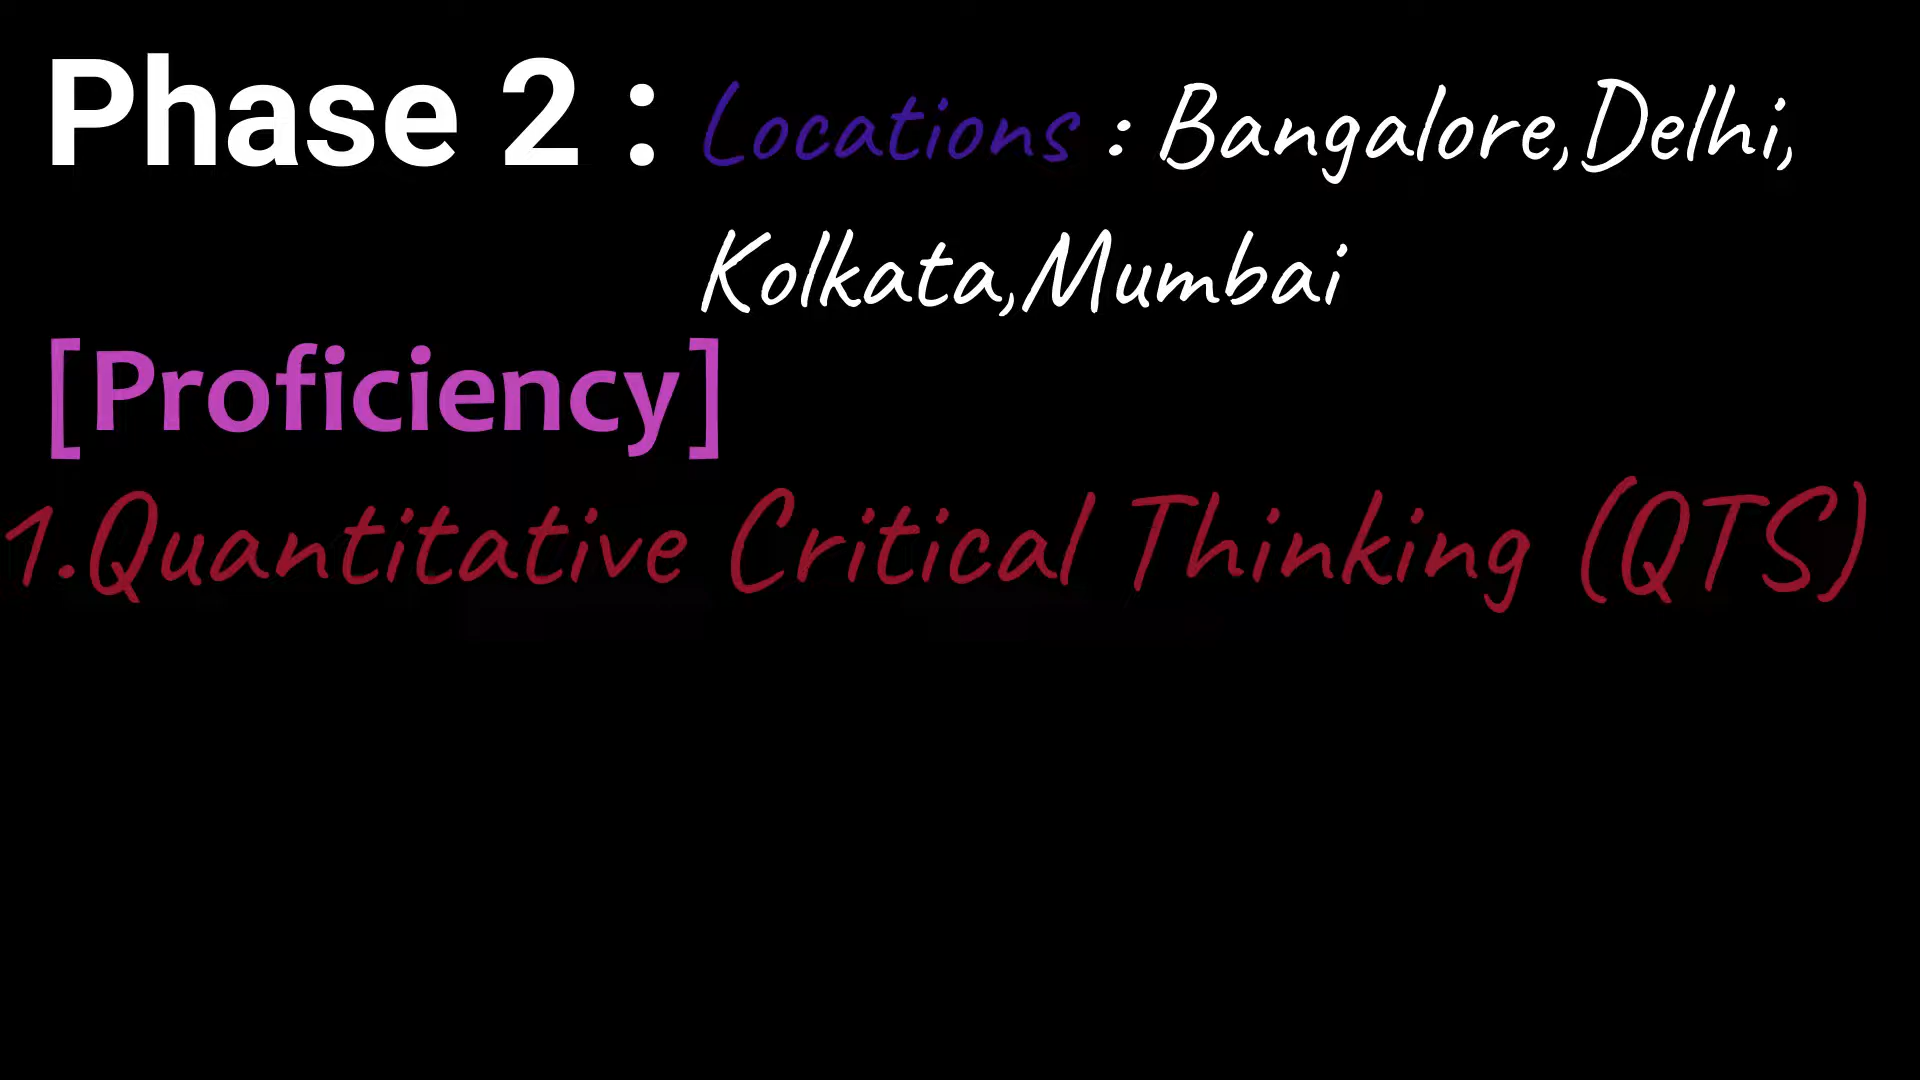 Phase 2 : Locations : Bangalore,Delhi,
Kolkata,Mumbai
[Proficiency]
1.Quantitative Critical Thinking (QTS)